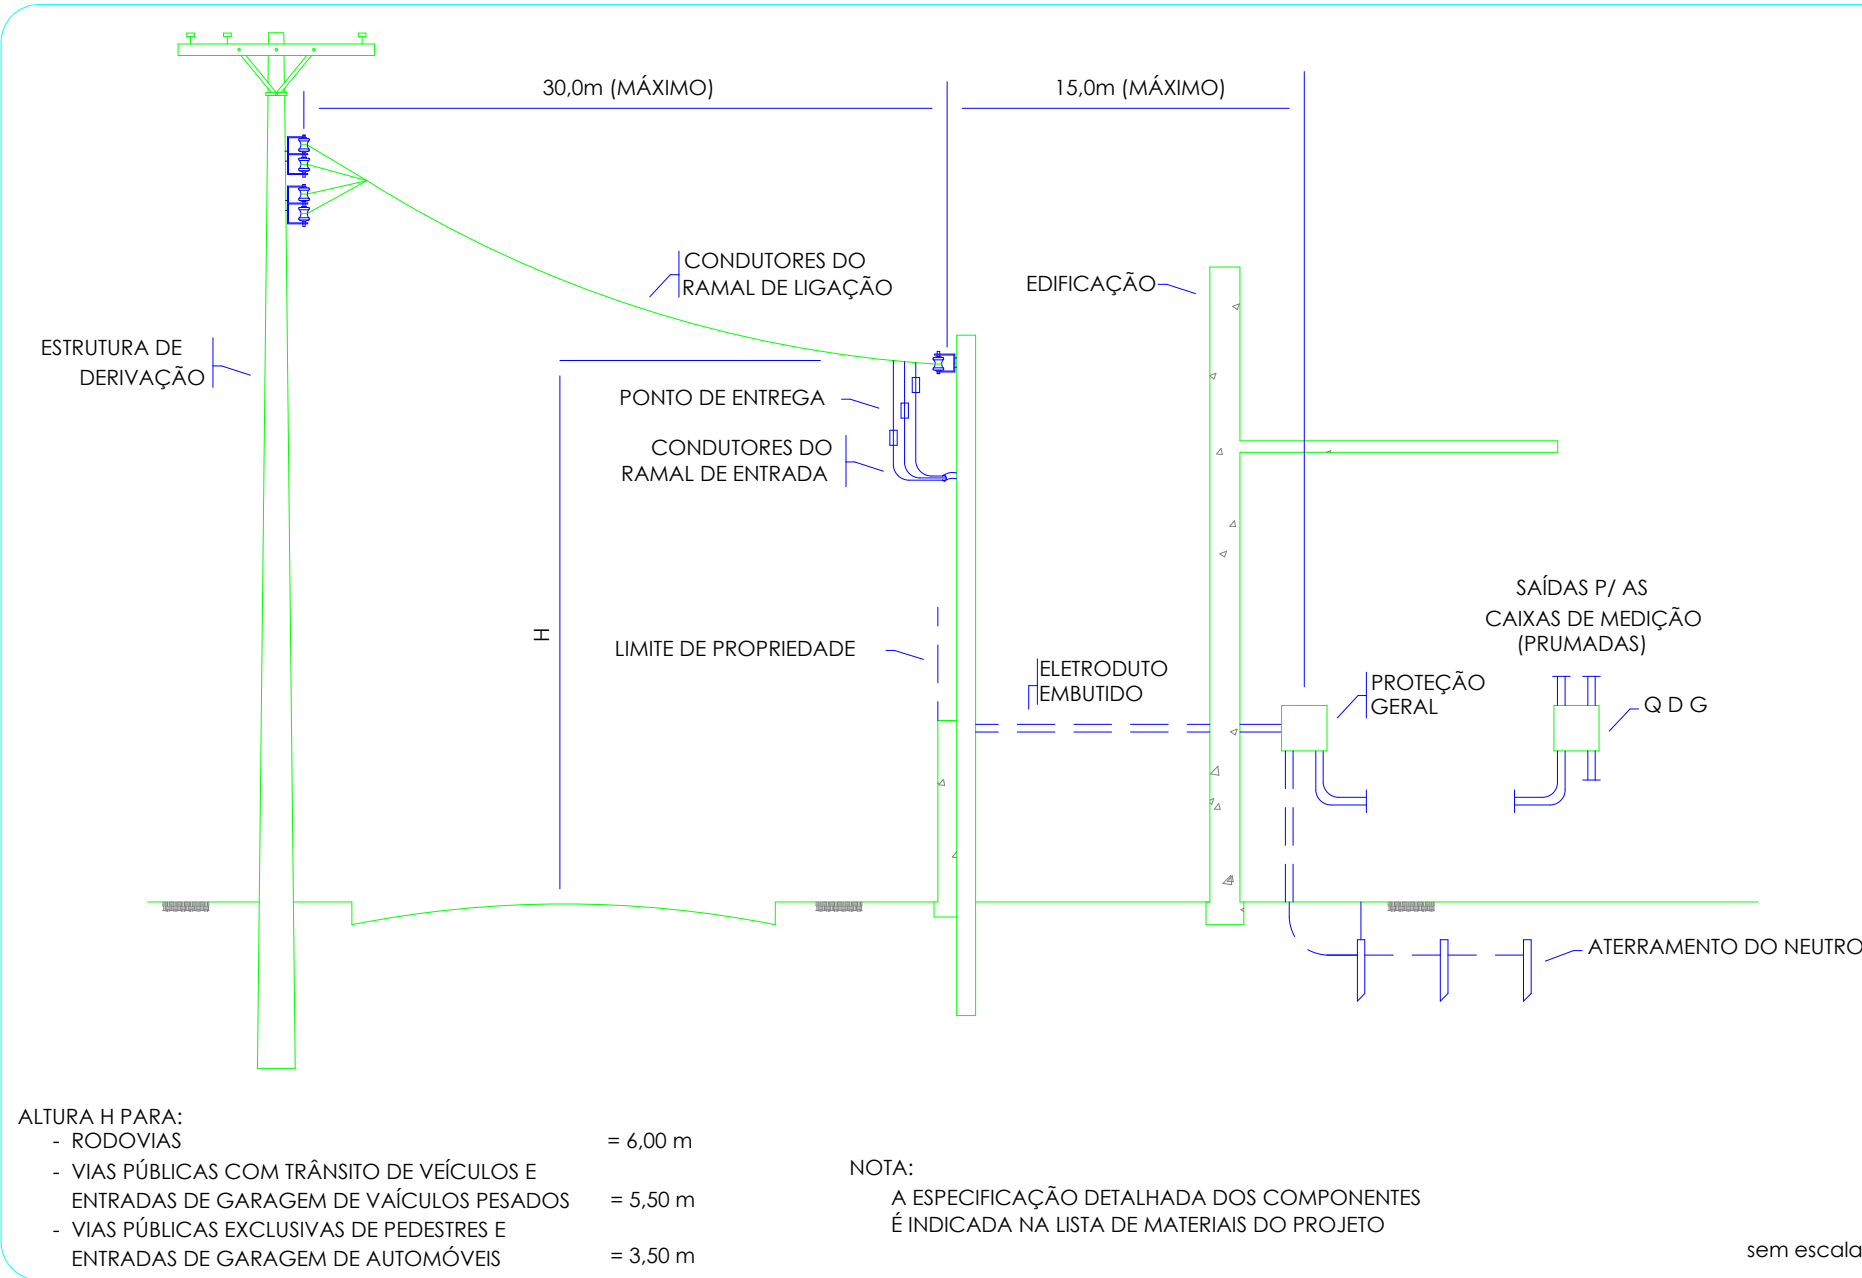 30,0m (MÁXIMO)
15,0m (MÁXIMO)
CONDUTORES DO
RAMAL DE LIGAÇÃO
EDIFICAÇÃO
ESTRUTURA DE
DERIVAÇÃO
PONTO DE ENTREGA
CONDUTORES DO
RAMAL DE ENTRADA
H
LIMITE DE PROPRIEDADE
ELETRODUTO
EMBUTIDO
PROTEÇÃO
GERAL
SAÍDAS P/ AS
CAIXAS DE MEDIÇÃO
(PRUMADAS)
Q D G
ATERRAMENTO DO NEUTRO
ALTURA H PARA:
- RODOVIAS = 6,00 m
- VIAS PÚBLICAS COM TRÂNSITO DE VEÍCULOS E
ENTRADAS DE GARAGEM DE VAÍCULOS PESADOS = 5,50 m
- VIAS PÚBLICAS EXCLUSIVAS DE PEDESTRES E
ENTRADAS DE GARAGEM DE AUTOMÓVEIS = 3,50 m
NOTA:
A ESPECIFICAÇÃO DETALHADA DOS COMPONENTES
É INDICADA NA LISTA DE MATERIAIS DO PROJETO
sem escala